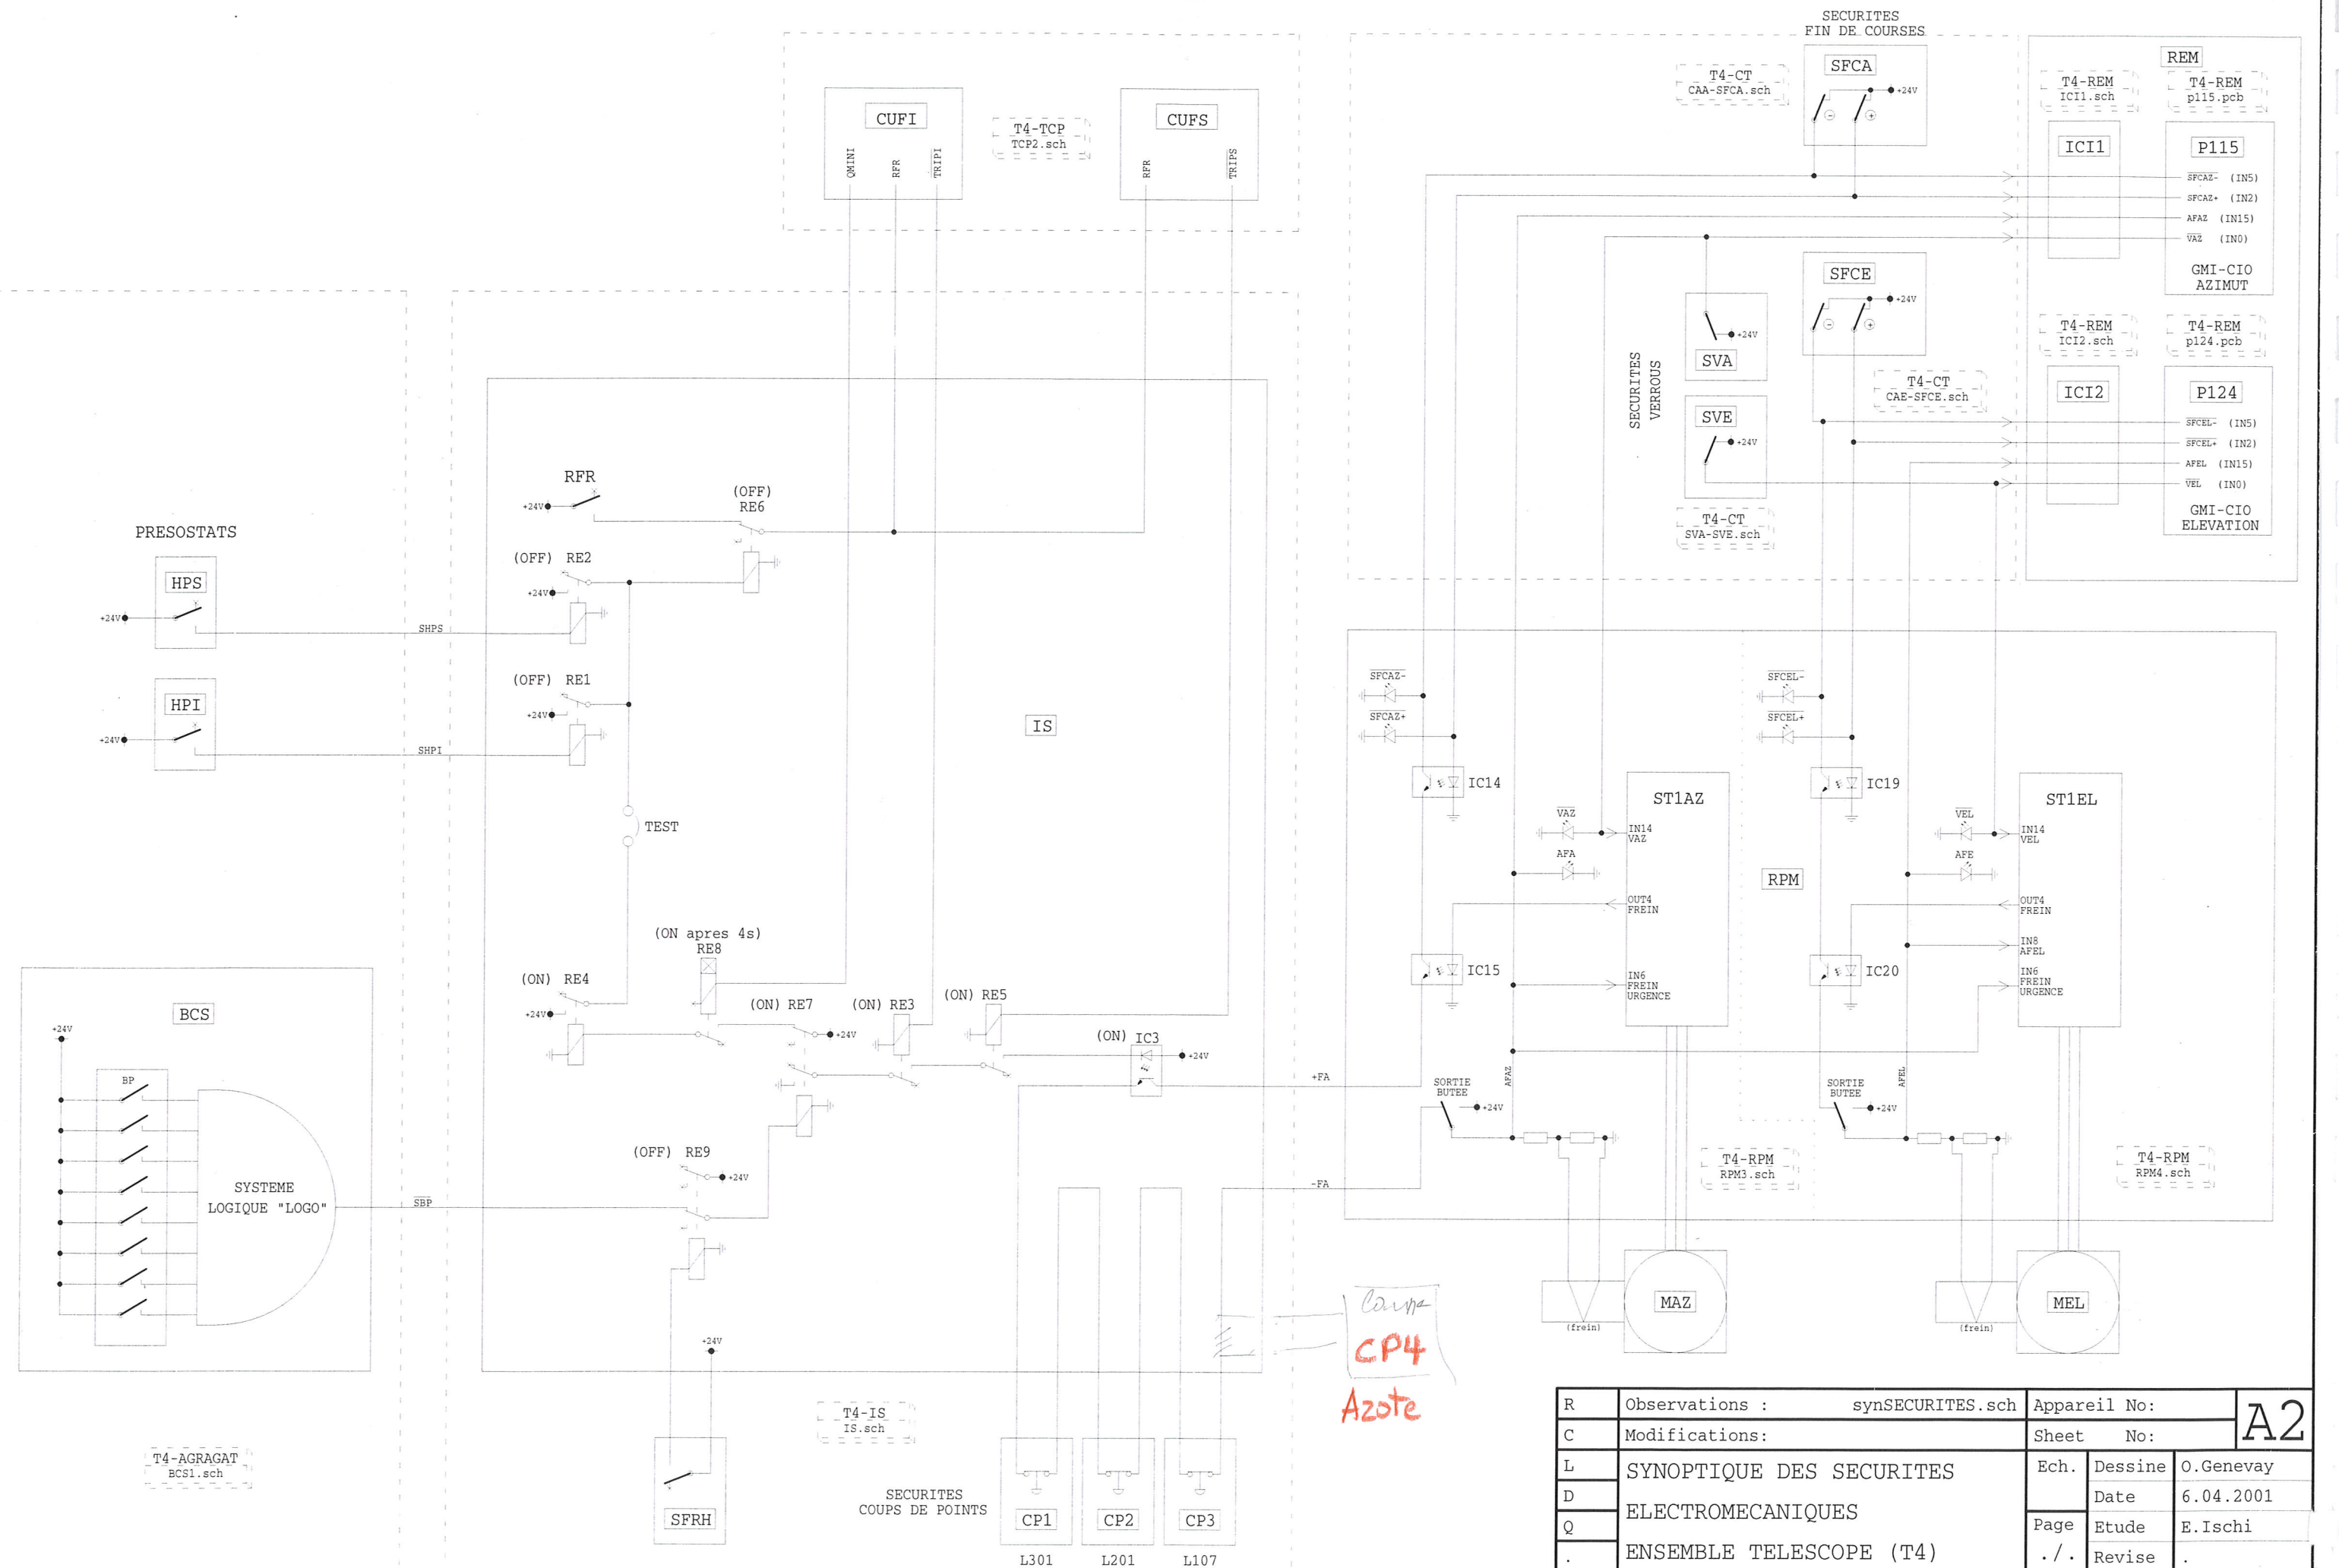 SECURITES
FIN DE COURSES
SFCA
+24V
-
+
T4-CT
CAA-SFCA.sch
REM
T4-REM
ICI1.sch
T4-REM
p115.pcb
ICI1
P115
SFCAZ- (IN5)
SFCAZ+ (IN2)
AFAZ (IN15)
VAZ (IN0)
GMI-CIO
AZIMUT
CUFI
QMINI
RFR
TRIPI
T4-TCP
TCP2.sch
CUFS
RFR
TRIPS
SFCE
+24V
-
+
SECURITES
VERROUS
+24V
SVA
SVE
+24V
T4-CT
SVA-SVE.sch
T4-CT
CAE-SFCE.sch
T4-REM
ICI2.sch
T4-REM
p124.pcb
ICI2
P124
SFCEL- (IN5)
SFCEL+ (IN2)
AFEL (IN15)
VEL (IN0)
GMI-CIO
ELEVATION
PRESOSTATS
HPS
+24V
SHPS
HPI
+24V
SHPI
RFR
+24V
(OFF)
RE6
(OFF) RE2
+24V
(OFF) RE1
+24V
IS
TEST
(ON apres 4s)
RE8
(ON) RE4
+24V
(ON) RE7
+24V
(ON) RE3
(ON) RE5
(ON) IC3
+24V
(OFF) RE9
+24V
+24V
BCS
+24V
BP
SYSTEME
LOGIQUE "LOGO"
SBP
T4-AGRAGAT
BCS1.sch
SFRH
T4-IS
IS.sch
SECURITES
COUPS DE POINTS
CP1
CP2
CP3
L301
L201
L107
+FA
-FA
SFCAZ-
SFCAZ+
IC14
VAZ
AFA
IC15
ST1AZ
IN14
VAZ
OUT4
FREIN
IN6
FREIN
URGENCE
SORTIE
BUTEE
+24V
AFAZ
T4-RPM
RPM3.sch
RPM
SFCEL-
SFCEL+
IC19
VEL
AFE
IC20
ST1EL
IN14
VEL
OUT4
FREIN
IN8
AFEL
IN6
FREIN
URGENCE
SORTIE
BUTEE
+24V
AFEL
T4-RPM
RPM4.sch
MAZ
(frein)
MEL
(frein)
CP4
Azote
R
C
L
D
Q
.
Observations : synSECURITES.sch
Modifications:
SYNOPTIQUE DES SECURITES
ELECTROMECANIQUES
ENSEMBLE TELESCOPE (T4)
Appareil No:
Sheet No:
A2
Ech.
Dessine O.Genevay
Date 6.04.2001
Page
./.
Etude E.Ischi
Revise .